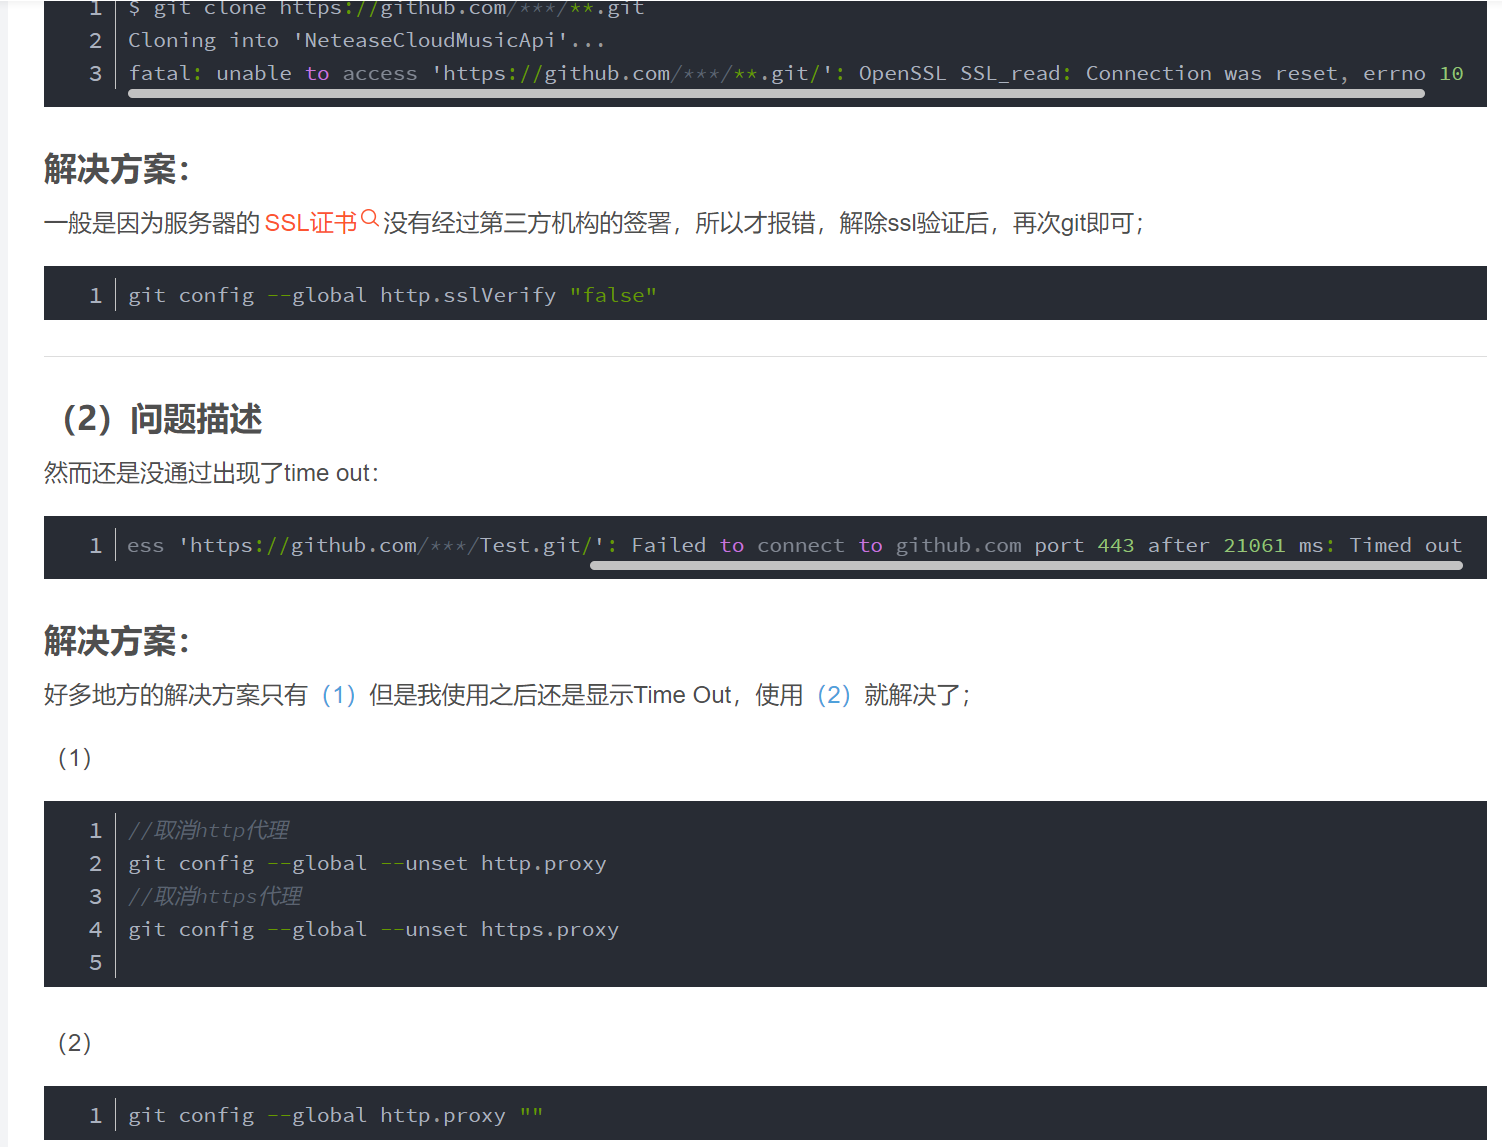 1 $ git clone https://github.com/***/**.git
2 Cloning into 'NeteaseCloudMusicApi'...
3 fatal: unable to access 'https://github.com/***/**.git/': OpenSSL SSL_read: Connection was reset, errno 10
解决方案：
一般是因为服务器的 SSL证书 没有经过第三方机构的签署，所以才报错，解除ssl验证后，再次git即可；
1 git config --global http.sslVerify "false"
（2）问题描述
然而还是没通过出现了time out：
1 ess 'https://github.com/***/Test.git/': Failed to connect to github.com port 443 after 21061 ms: Timed out
解决方案：
好多地方的解决方案只有（1）但是我使用之后还是显示Time Out，使用（2）就解决了；
（1）
1 //取消http代理
2 git config --global --unset http.proxy
3 //取消https代理
4 git config --global --unset https.proxy
5
（2）
1 git config --global http.proxy ""